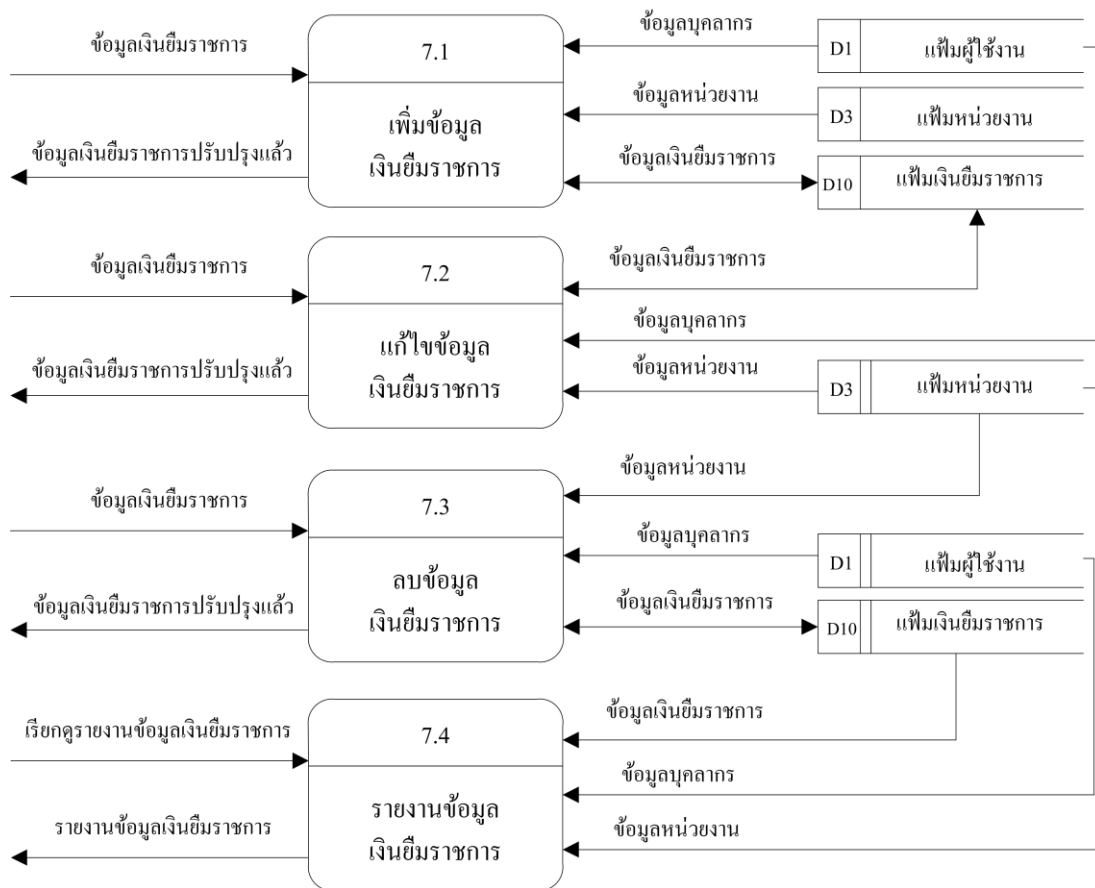 ข้อมูลเงินยืมราชการ
7.1
ข้อมูลบุคลากร
D1
แฟ้มผู้ใช้งาน
เพิ่มข้อมูล
เงินยืมราชการ
ข้อมูลหน่วยงาน
D3
แฟ้มหน่วยงาน
ข้อมูลเงินยืมราชการปรับปรุงแล้ว
ข้อมูลเงินยืมราชการ
D10
แฟ้มเงินยืมราชการ
ข้อมูลเงินยืมราชการ
7.2
ข้อมูลเงินยืมราชการ
แก้ไขข้อมูล
เงินยืมราชการ
ข้อมูลบุคลากร
ข้อมูลเงินยืมราชการปรับปรุงแล้ว
ข้อมูลหน่วยงาน
D3
แฟ้มหน่วยงาน
ข้อมูลหน่วยงาน
ข้อมูลเงินยืมราชการ
7.3
ข้อมูลบุคลากร
D1
แฟ้มผู้ใช้งาน
ลบข้อมูล
เงินยืมราชการ
ข้อมูลเงินยืมราชการปรับปรุงแล้ว
ข้อมูลเงินยืมราชการ
D10
แฟ้มเงินยืมราชการ
เรียกดูรายงานข้อมูลเงินยืมราชการ
7.4
ข้อมูลเงินยืมราชการ
รายงานข้อมูล
เงินยืมราชการ
ข้อมูลบุคลากร
รายงานข้อมูลเงินยืมราชการ
ข้อมูลหน่วยงาน